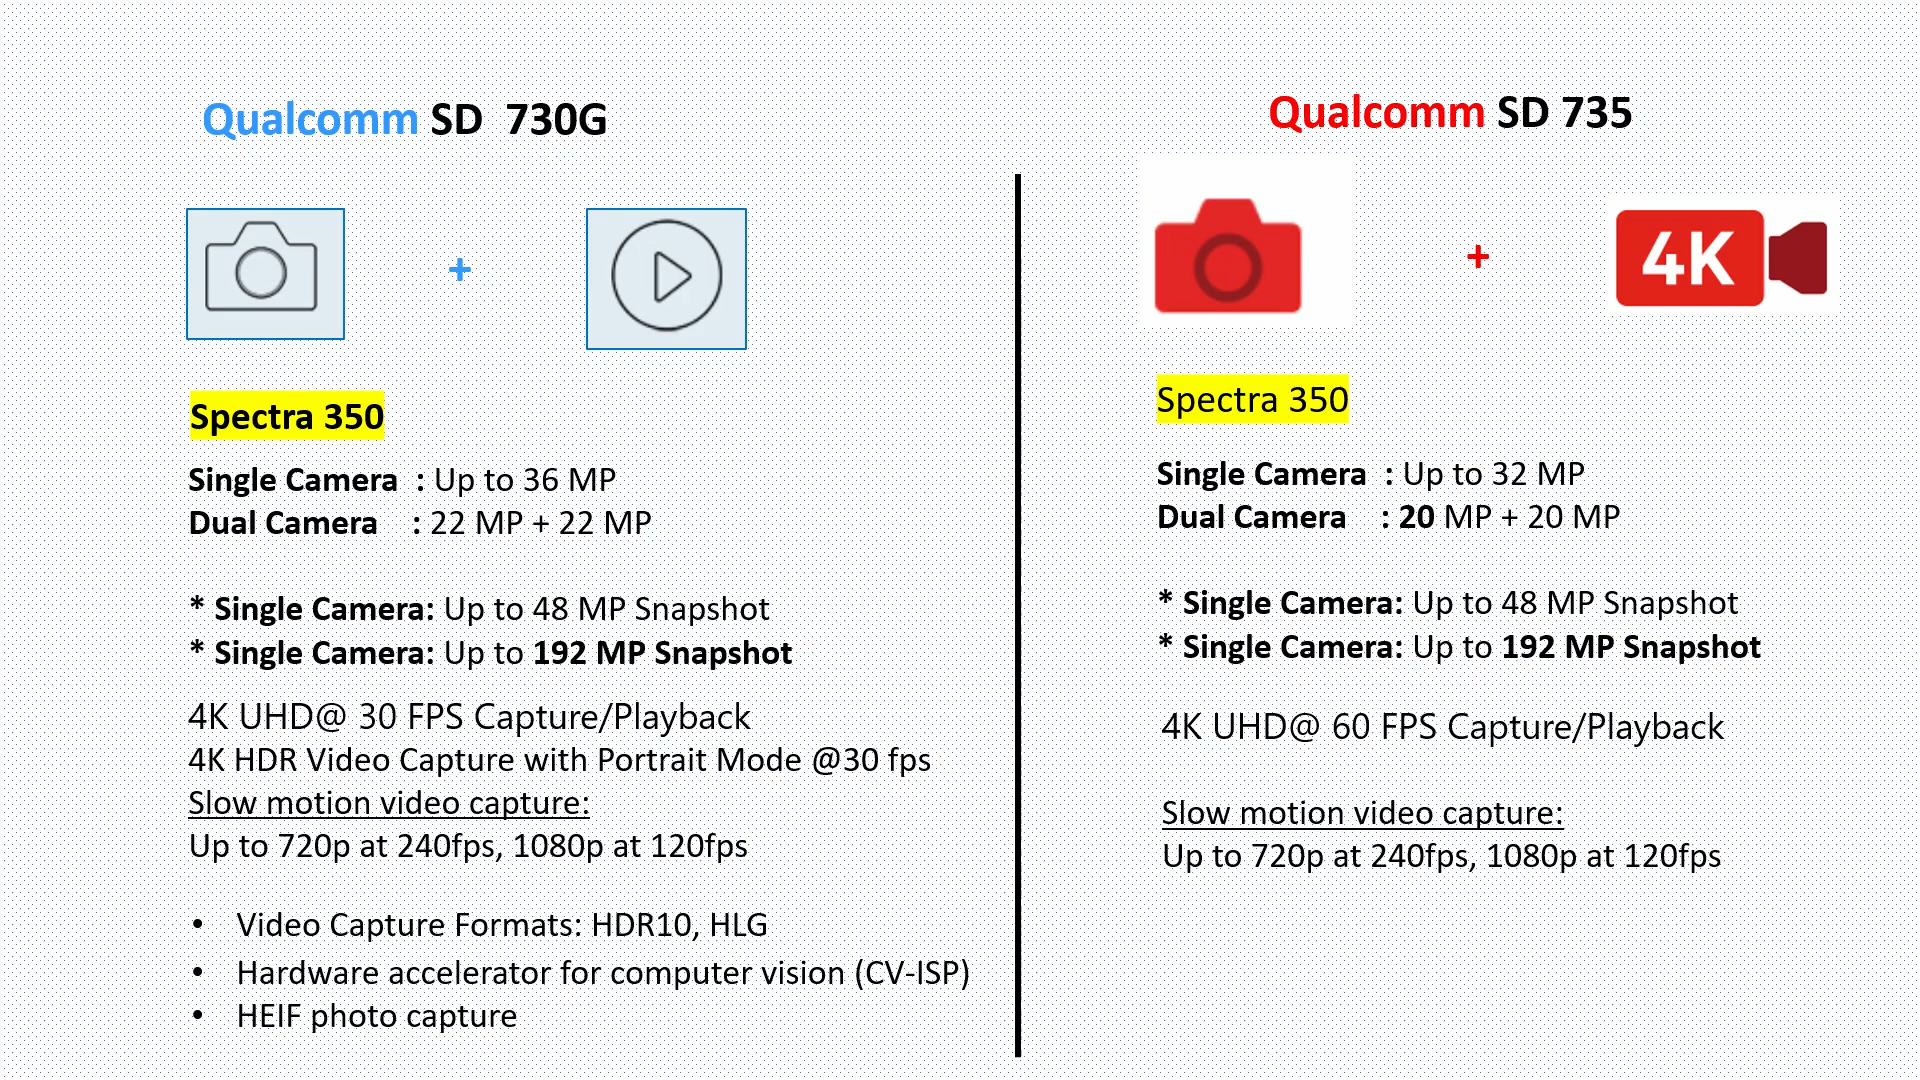 Qualcomm SD 730G
+
Spectra 350
Single Camera : Up to 36 MP
Dual Camera : 22 MP + 22 MP
* Single Camera: Up to 48 MP Snapshot
* Single Camera: Up to 192 MP Snapshot
4K UHD@ 30 FPS Capture/Playback
4K HDR Video Capture with Portrait Mode @30 fps
Slow motion video capture:
Up to 720p at 240fps, 1080p at 120fps
• Video Capture Formats: HDR10, HLG
• Hardware accelerator for computer vision (CV-ISP)
• HEIF photo capture
Qualcomm SD 735
+
4K
Spectra 350
Single Camera : Up to 32 MP
Dual Camera : 20 MP + 20 MP
* Single Camera: Up to 48 MP Snapshot
* Single Camera: Up to 192 MP Snapshot
4K UHD@ 60 FPS Capture/Playback
Slow motion video capture:
Up to 720p at 240fps, 1080p at 120fps